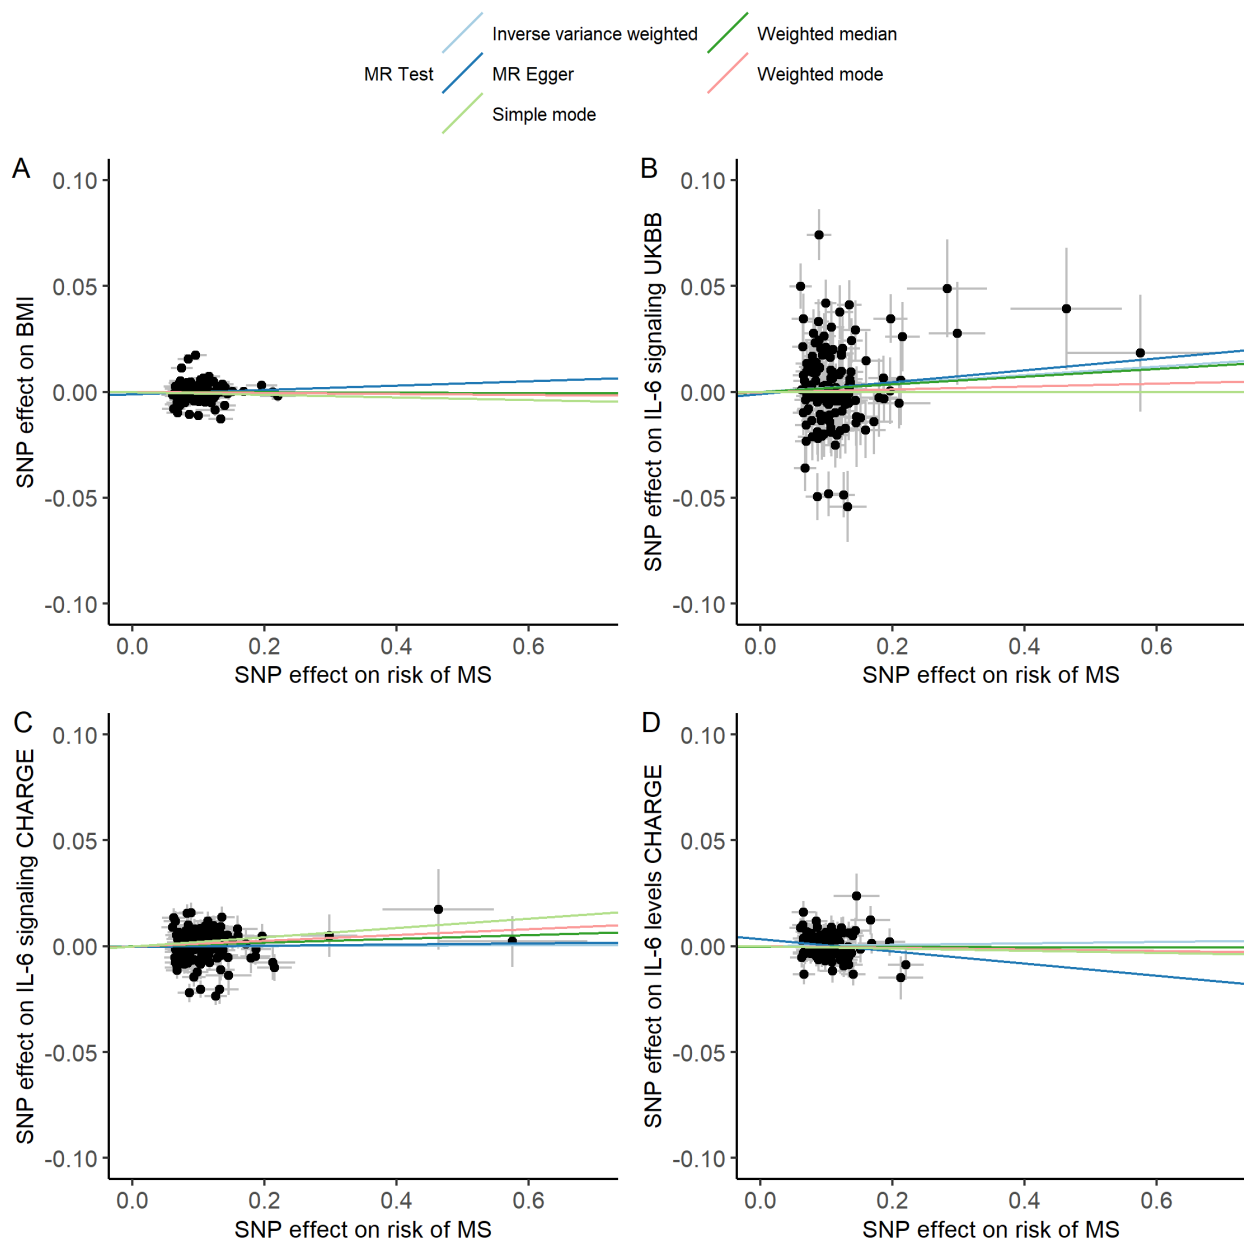 MR Test
Inverse variance weighted
MR Egger
Simple mode
Weighted median
Weighted mode
A
0.10
0.05
0.00
-0.05
-0.10
SNP effect on BMI
0.0 0.2 0.4 0.6
SNP effect on risk of MS
B
0.10
0.05
0.00
-0.05
-0.10
SNP effect on IL-6 signaling UKBB
0.0 0.2 0.4 0.6
SNP effect on risk of MS
C
0.10
0.05
0.00
-0.05
-0.10
SNP effect on IL-6 signaling CHARGE
0.0 0.2 0.4 0.6
SNP effect on risk of MS
D
0.10
0.05
0.00
-0.05
-0.10
SNP effect on IL-6 levels CHARGE
0.0 0.2 0.4 0.6
SNP effect on risk of MS